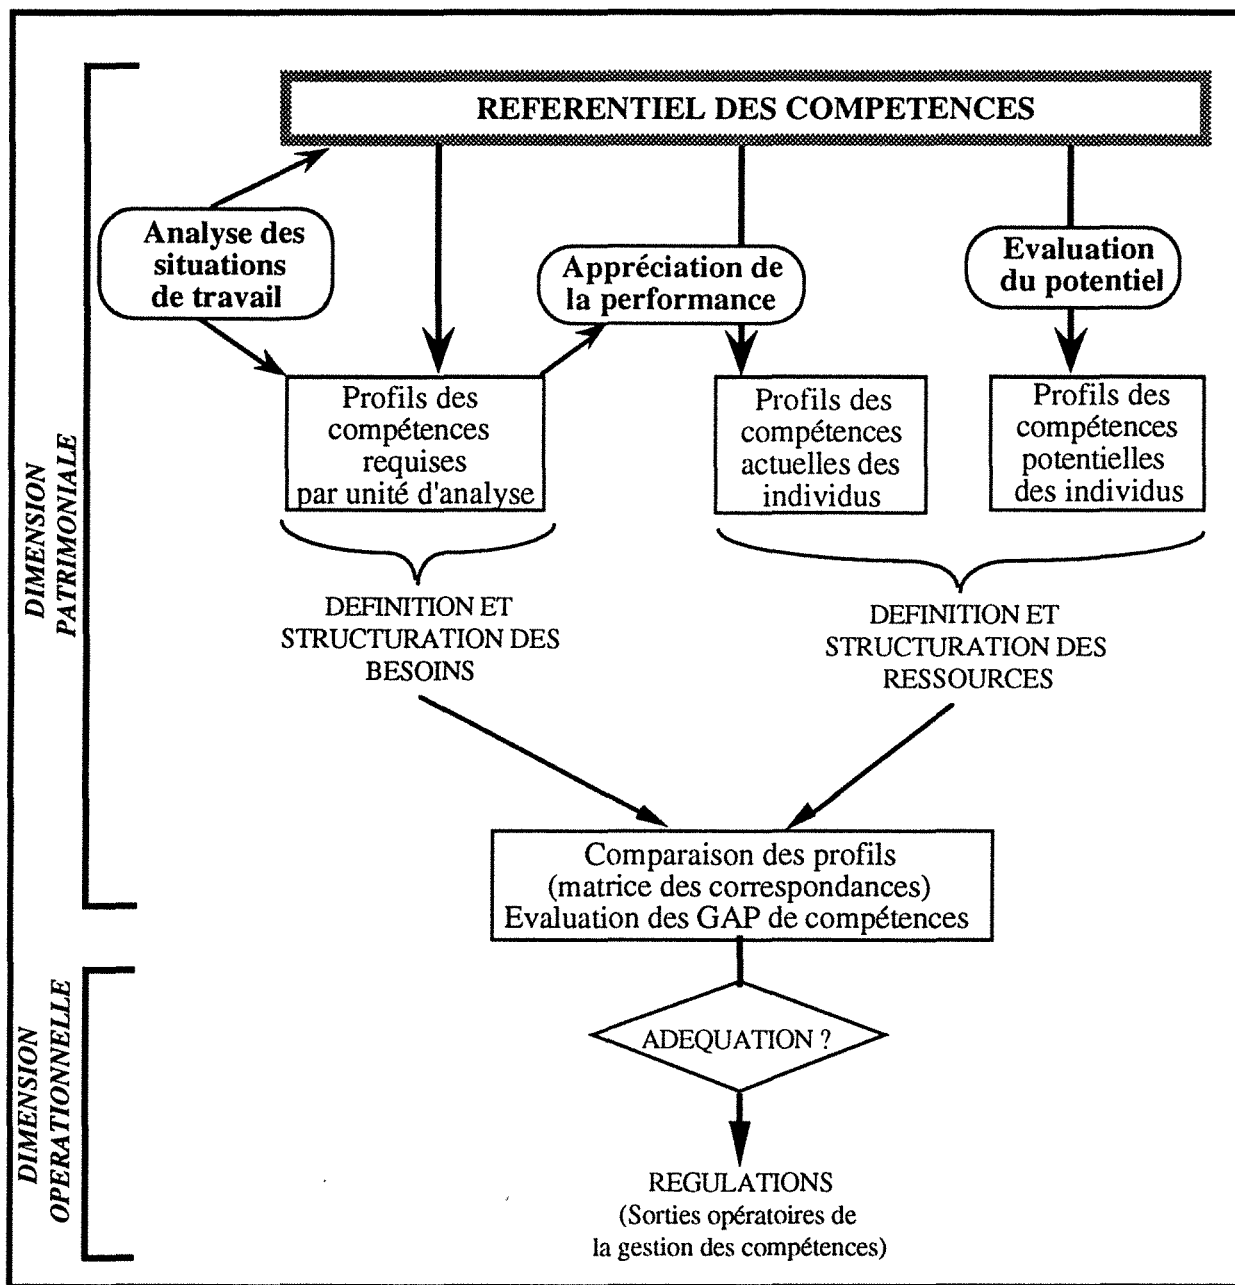 RÉFERENTIEL DES COMPETENCES
Analyse des
situations
de travail
Appréciation de
la performance
Evaluation
du potentiel
Profils des
compétences
requises
par unité d'analyse
Profils des
compétences
actuelles des
individus
Profils des
compétences
potentielles
des individus
DIMENSION
PATRIMONIALE
DEFINITION ET
STRUCTURATION DES
BESOINS
DEFINITION ET
STRUCTURATION DES
RESSOURCES
Comparaison des profils
(matrice des correspondances)
Evaluation des GAP de compétences
DIMENSION
OPERATIONNELLE
ADEQUATION ?
REGULATIONS
(Sorties opératoires de
la gestion des compétences)